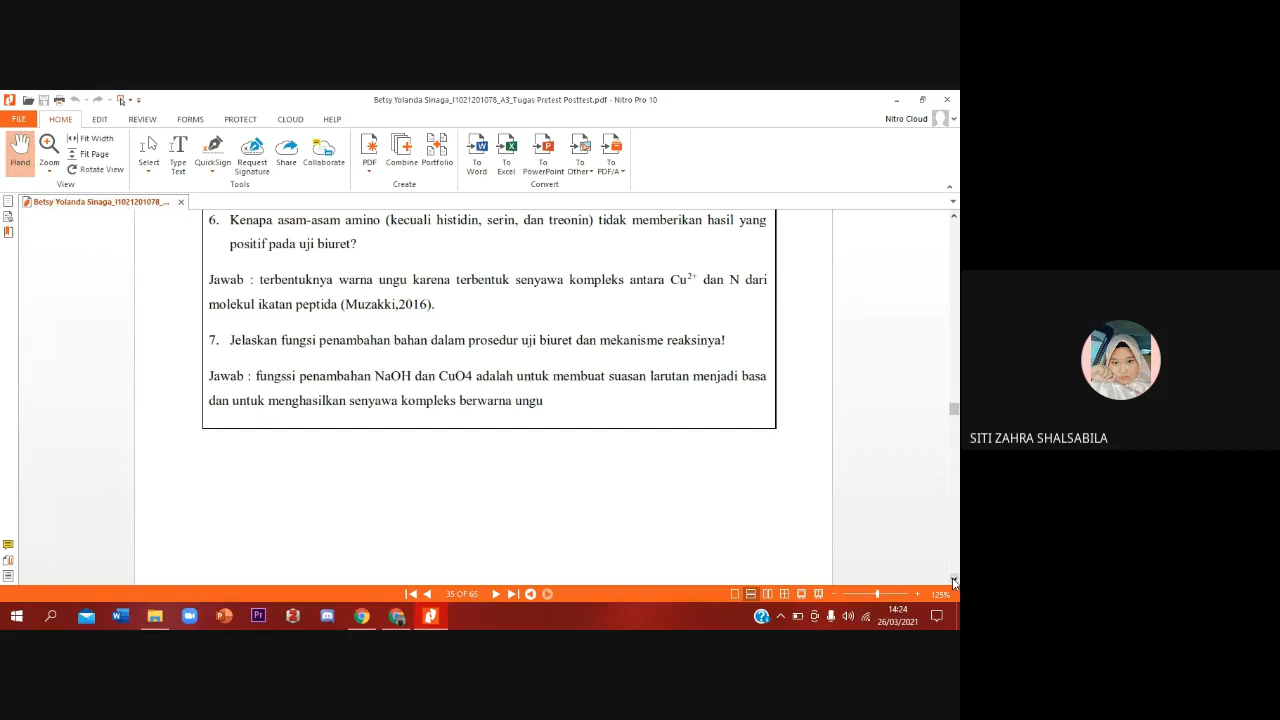 Betsy Yolanda Sinaga_I1021201078_A3_Tugas Pretest Posttest.pdf - Nitro Pro 10
FILE HOME EDIT REVIEW FORMS PROTECT CLOUD HELP
Nitro Cloud
Hand
Zoom
Fit Width
Fit Page
Rotate View
View
Select
Type Text
QuickSign
Request Signature
Share
Collaborate
Tools
PDF
Combine
Portfolio
Create
To Word
To Excel
To PowerPoint
To Other
To PDF/A
Convert
Betsy Yolanda Sinaga_I1021201078_...
6. Kenapa asam-asam amino (kecuali histidin, serin, dan treonin) tidak memberikan hasil yang
positif pada uji biuret?
Jawab : terbentuknya warna ungu karena terbentuk senyawa kompleks antara Cu²⁺ dan N dari
molekul ikatan peptida (Muzakki,2016).
7. Jelaskan fungsi penambahan bahan dalam prosedur uji biuret dan mekanisme reaksinya!
Jawab : fungssi penambahan NaOH dan CuO4 adalah untuk membuat suasan larutan menjadi basa
dan untuk menghasilkan senyawa kompleks berwarna ungu
SITI ZAHRA SHALSABILA
35 OF 65
125%
14:24
26/03/2021